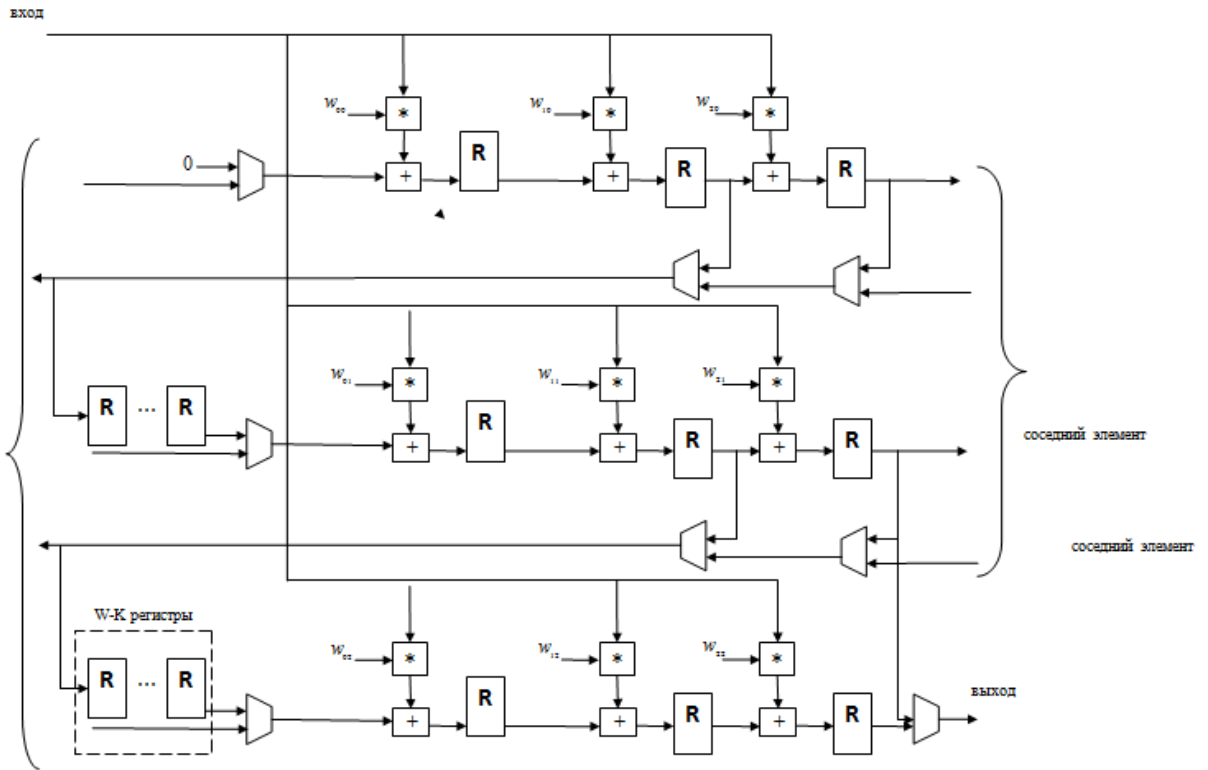 вход
w₀₀ * w₁₀ * w₂₀ *
0 + R + R + R
w₀₁ * w₁₁ * w₂₁ *
R ... R + R + R + R
соседний элемент
соседний элемент
W-K регистры
w₀₂ * w₁₂ * w₂₂ *
R ... R + R + R + R
выход